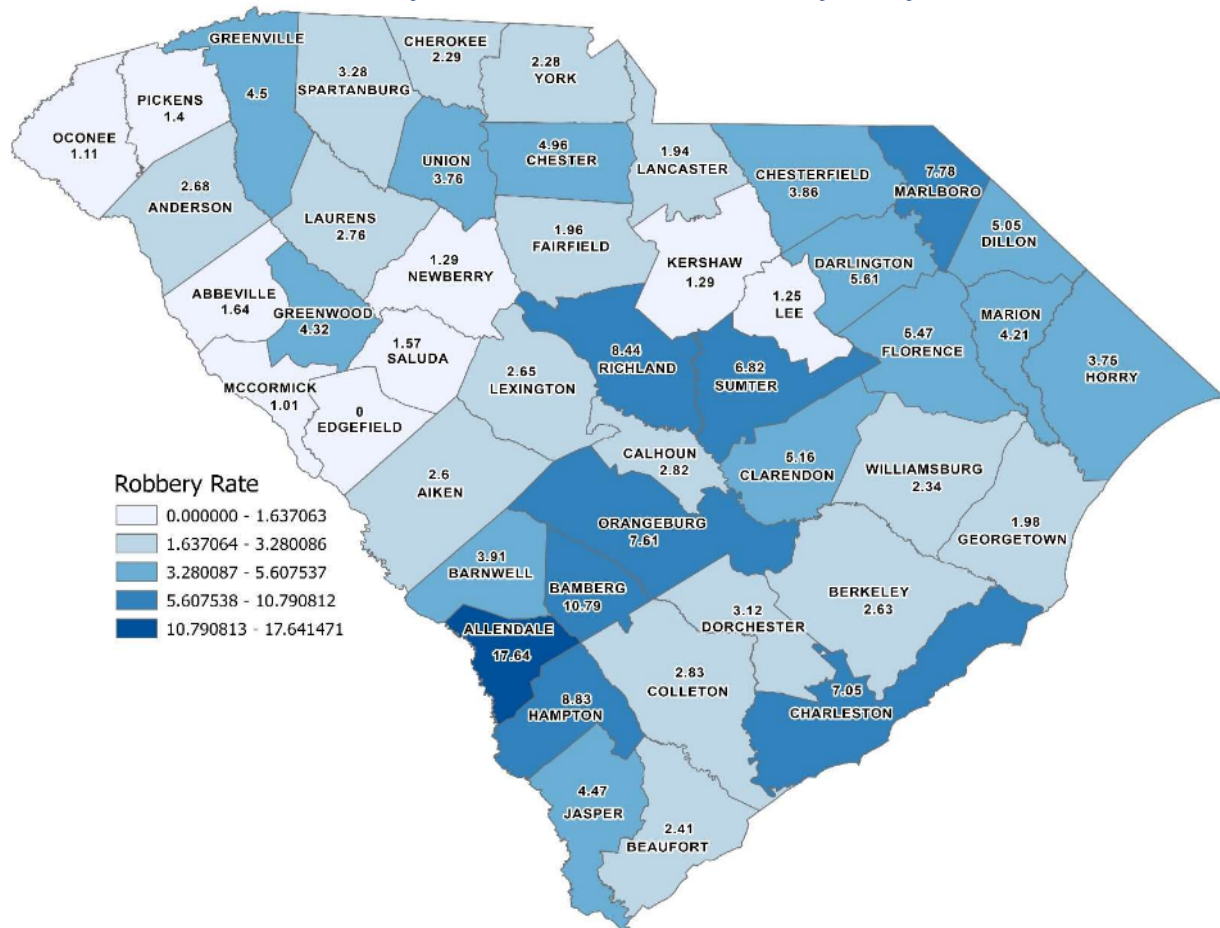 GREENVILLE
4.5
CHEROKEE
2.29
2.28
YORK
3.28
SPARTANBURG
PICKENS
1.4
OCONEE
1.11
UNION
3.76
4.96
CHESTER
1.94
LANCASTER
CHESTERFIELD
3.86
7.78
MARLBORO
2.68
ANDERSON
LAURENS
2.76
1.96
FAIRFIELD
5.05
DILLON
1.29
NEWBERRY
KERSHAW
1.29
DARLINGTON
5.61
ABBEVILLE
1.64
GREENWOOD
4.32
1.25
LEE
MARION
4.21
1.57
SALUDA
8.44
RICHLAND
6.82
SUMTER
5.47
FLORENCE
3.75
HORRY
MCCORMICK
1.01
0
EDGEFIELD
2.65
LEXINGTON
CALHOUN
2.82
5.16
CLARENDON
WILLIAMSBURG
2.34
2.6
AIKEN
ORANGEBURG
7.61
1.98
GEORGETOWN
3.91
BARNWELL
BAMBERG
10.79
3.12
DORCHESTER
BERKELEY
2.63
ALLENDALE
17.64
2.83
COLLETON
7.05
CHARLESTON
8.83
HAMPTON
4.47
JASPER
2.41
BEAUFORT
Robbery Rate
0.000000 - 1.637063
1.637064 - 3.280086
3.280087 - 5.607537
5.607538 - 10.790812
10.790813 - 17.641471